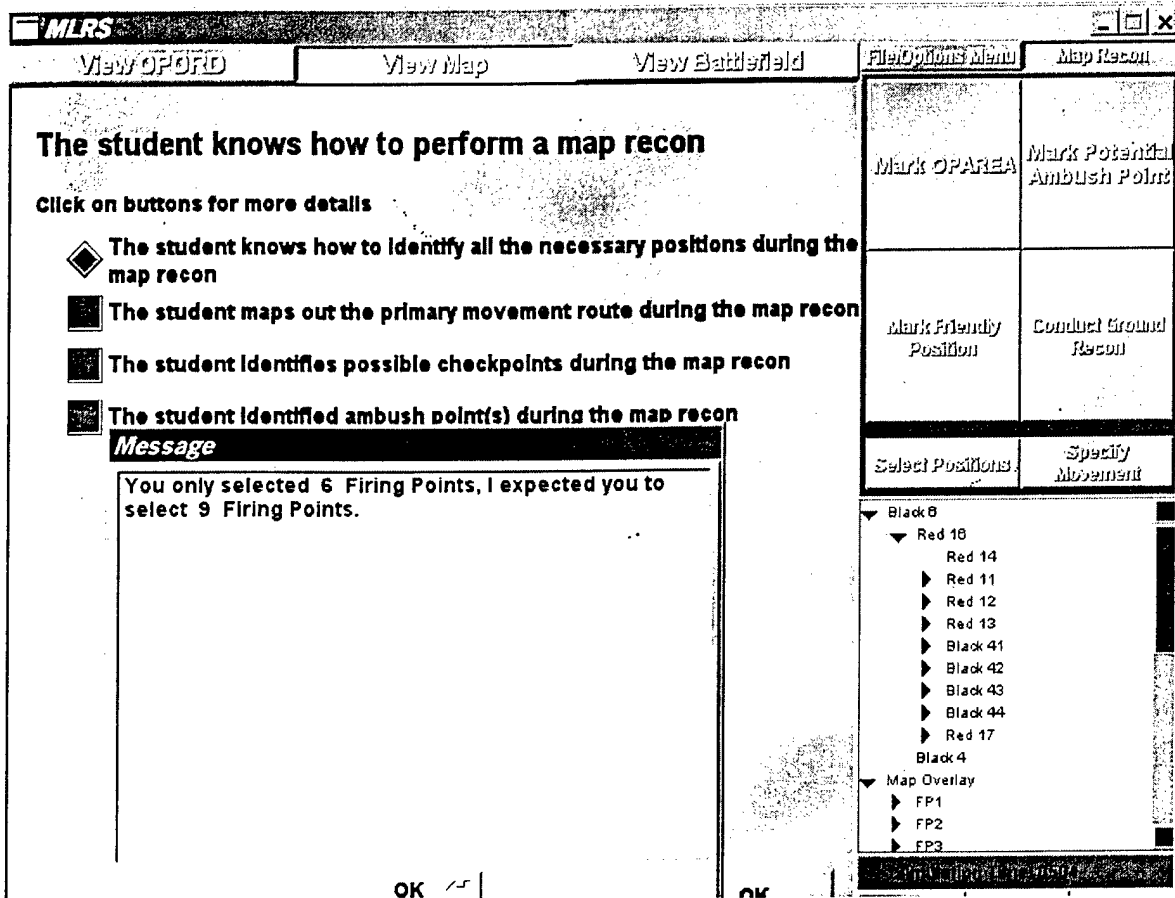 MLRS
View OPORD
View Map
View Battlefield
File/Options Menu
Map Recon
The student knows how to perform a map recon
Click on buttons for more details
The student knows how to identify all the necessary positions during the
map recon
The student maps out the primary movement route during the map recon
The student identifies possible checkpoints during the map recon
The student identified ambush point(s) during the map recon
Message
You only selected 6 Firing Points, I expected you to
select 9 Firing Points.
OK
OK
Mark OPAREA
Mark Potential
Ambush Point
Mark Friendly
Position
Conduct Ground
Recon
Select Positions
Specify
Movement
Black 6
Red 16
Red 14
Red 11
Red 12
Red 13
Black 41
Black 42
Black 43
Black 44
Red 17
Black 4
Map Overlay
FP1
FP2
FP3